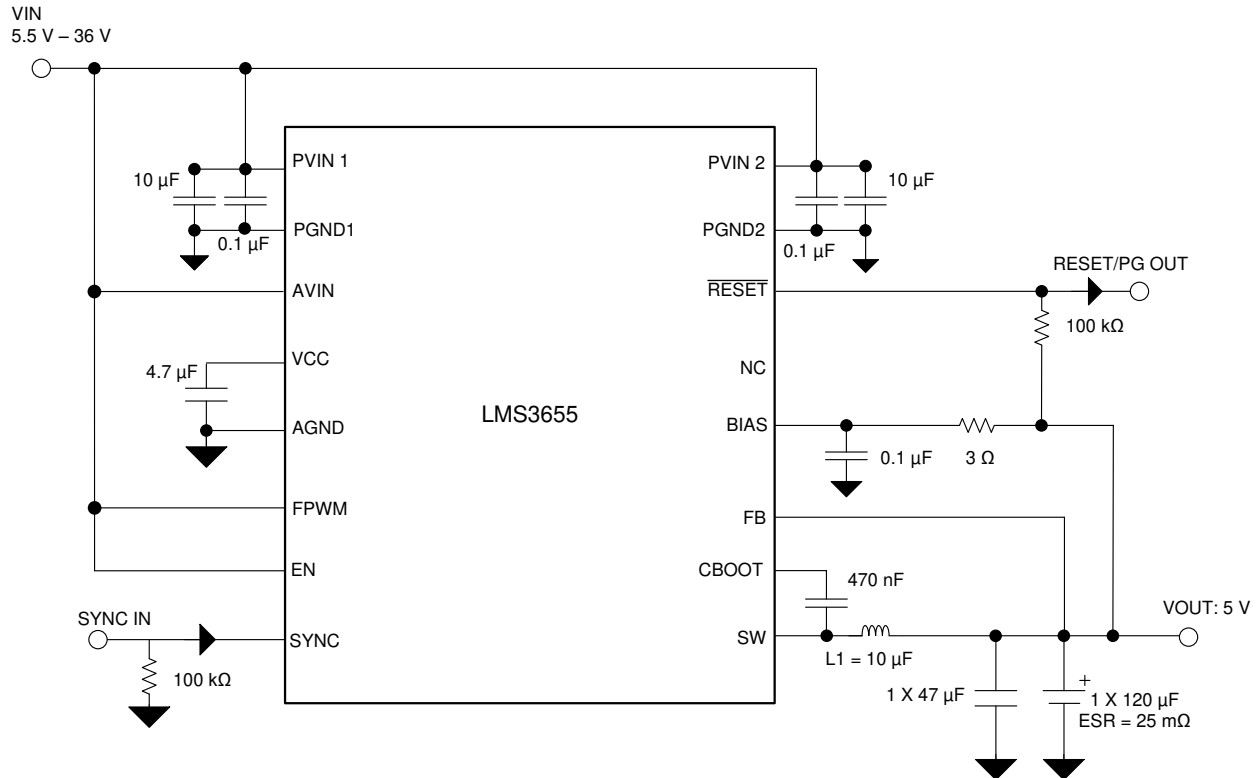 VIN
5.5 V – 36 V
PVIN 1
PVIN 2
10 µF
10 µF
PGND1
PGND2
0.1 µF
0.1 µF
RESET/PG OUT
AVIN
RESET
100 kΩ
VCC
NC
4.7 µF
LMS3655
AGND
BIAS
0.1 µF
3 Ω
FPWM
FB
EN
CBOOT
470 nF
SYNC IN
VOUT: 5 V
SYNC
SW
L1 = 10 µF
100 kΩ
1 X 47 µF
+
1 X 120 µF
ESR = 25 mΩ